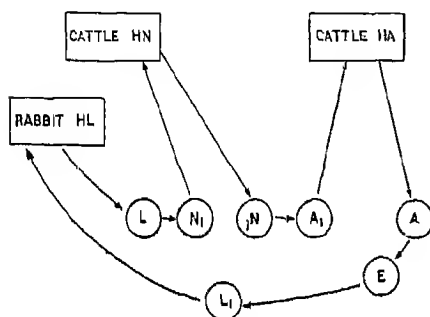 CATTLE HN
CATTLE HA
RABBIT HL
L
N₁
₁N
A₁
A
E
L₁